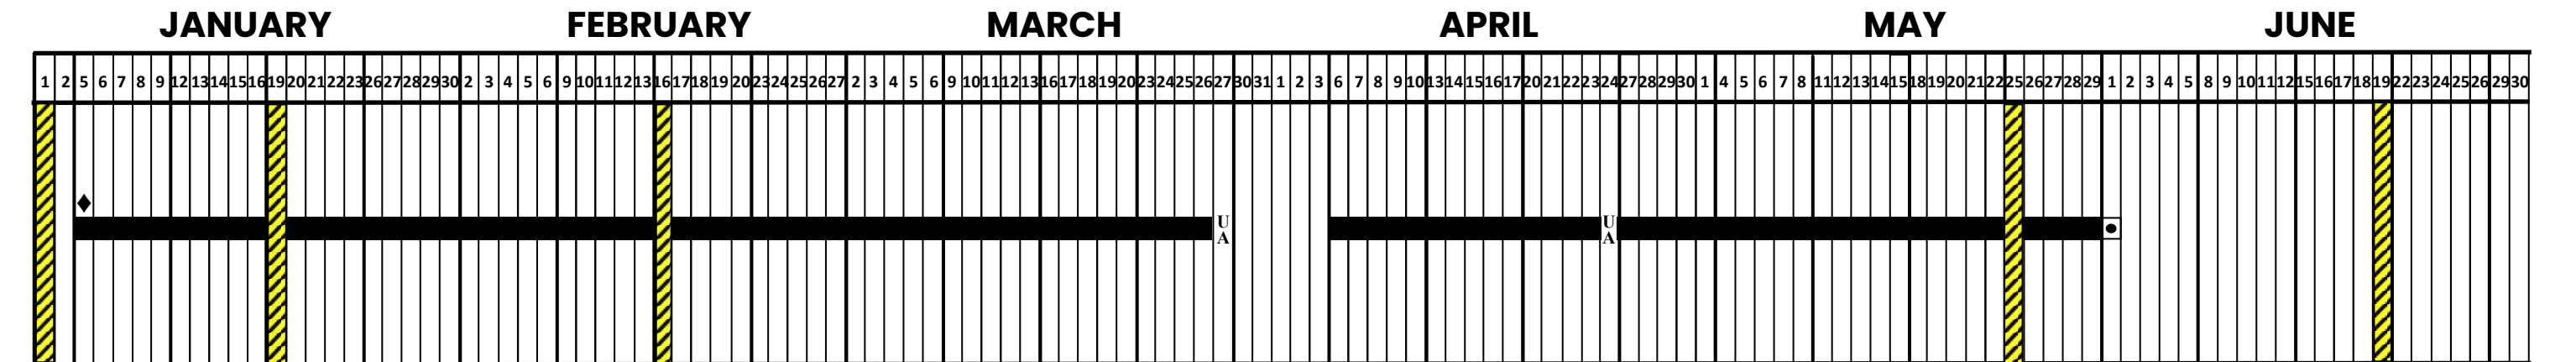 JANUARY FEBRUARY MARCH APRIL MAY JUNE
1 2 5 6 7 8 9 12 13 14 15 16 19 20 21 22 23 26 27 28 29 30 2 3 4 5 6 9 10 11 12 13 16 17 18 19 20 23 24 25 26 27 2 3 4 5 6 9 10 11 12 13 16 17 18 19 20 23 24 25 26 27 30 31 1 2 3 6 7 8 9 10 13 14 15 16 17 20 21 22 23 24 27 28 29 30 1 4 5 6 7 8 11 12 13 14 15 18 19 20 21 22 25 26 27 28 29 1 2 3 4 5 8 9 10 11 12 15 16 17 18 19 22 23 24 25 26 29 30
U U
A A